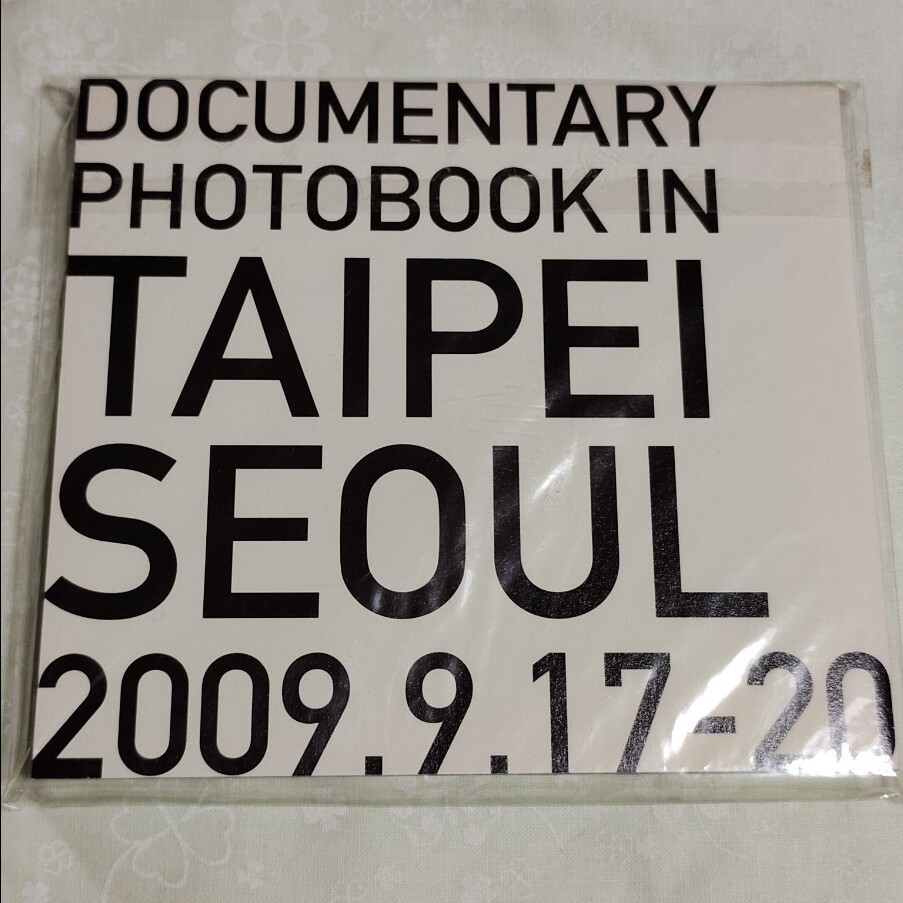 DOCUMENTARY
PHOTOBOOK IN
TAIPEI
SEOUL
2009.9.17-20